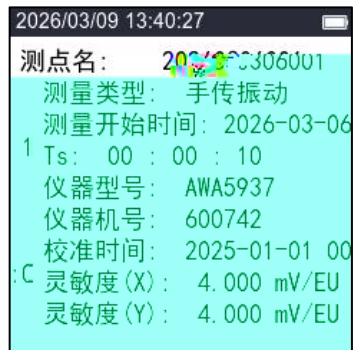 2026/03/09 13:40:27
测点名: 0306001
测量类型: 手传振动
测量开始时间: 2026-03-06
1
Ts: 00 : 00 : 10
仪器型号: AWA5937
仪器机号: 600742
校准时间: 2025-01-01 00
:C
灵敏度(X): 4.000 mV/EU
灵敏度(Y): 4.000 mV/EU